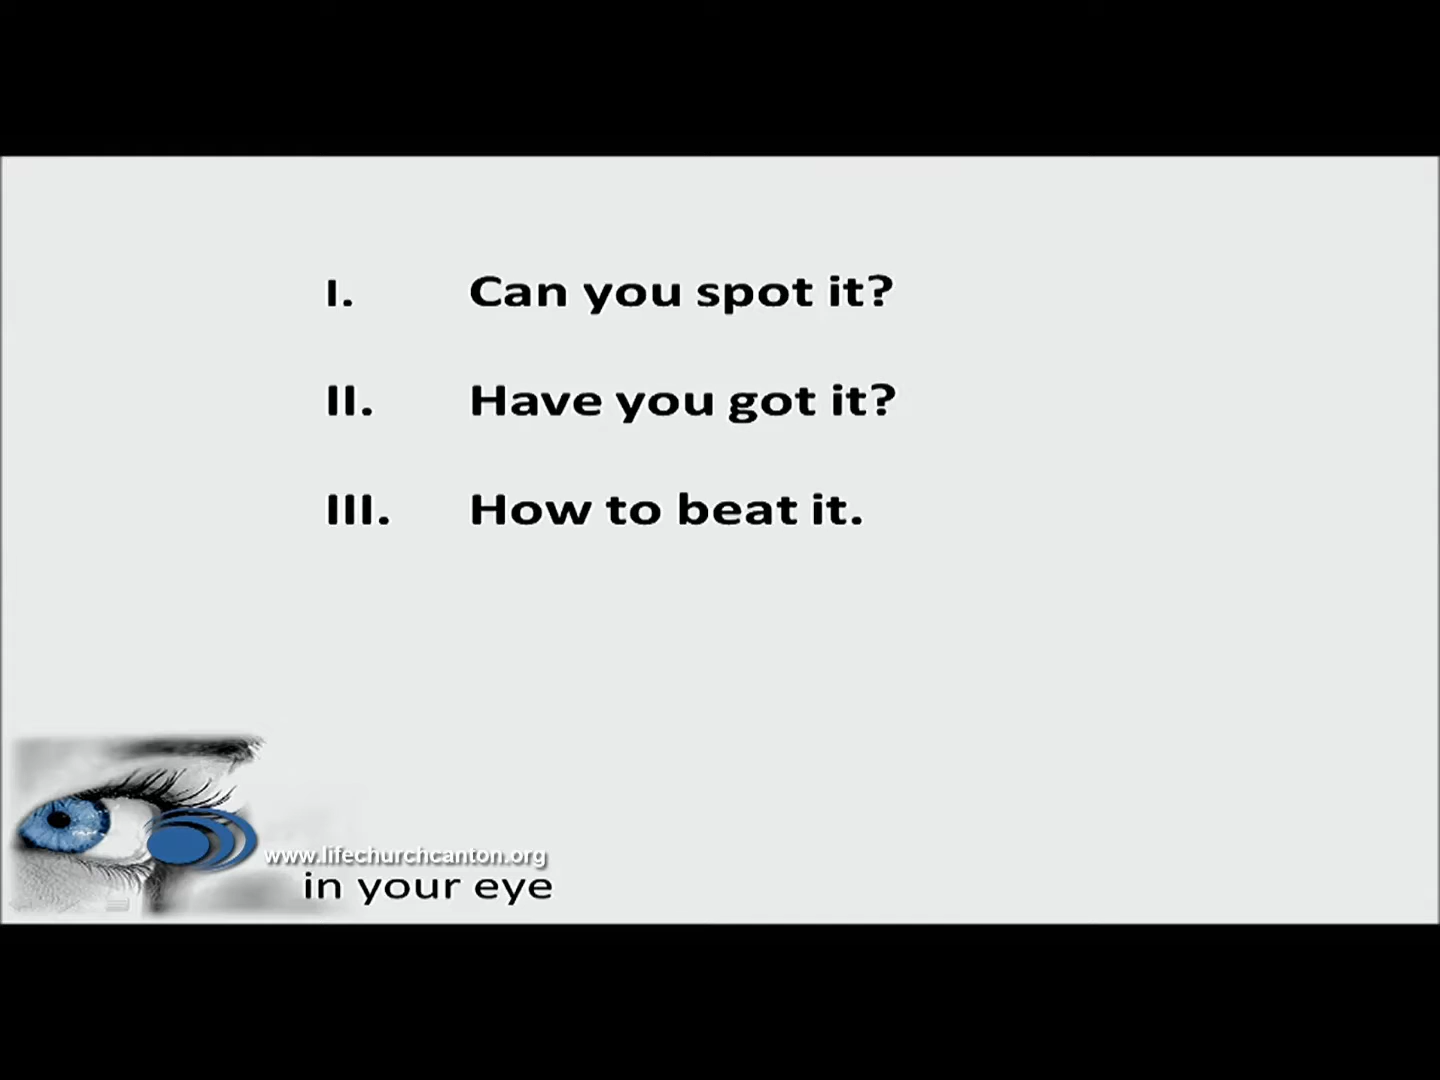 I. Can you spot it?
II. Have you got it?
III. How to beat it.
www.lifechurchcanton.org
in your eye